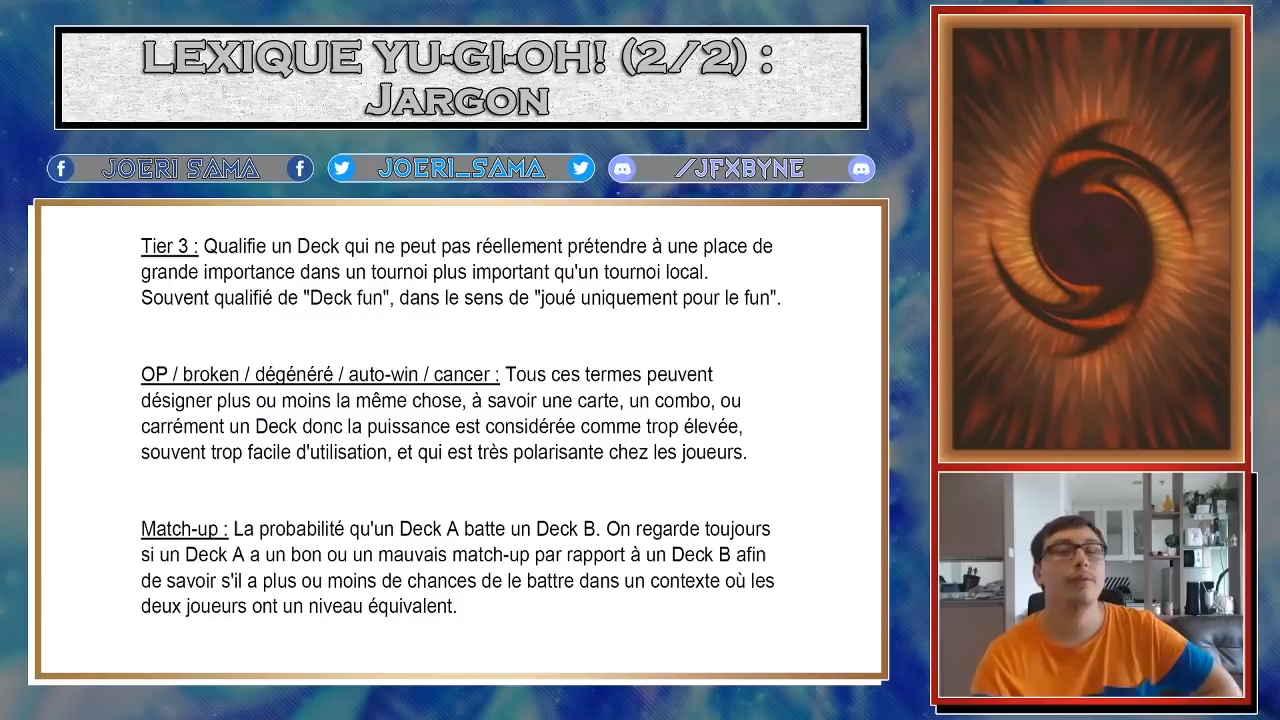 LEXIQUE YU-GI-OH! (2/2) :
JARGON
JOERI SAMA
JOERI_SAMA
/JFXBYNE
Tier 3 : Qualifie un Deck qui ne peut pas réellement prétendre à une place de
grande importance dans un tournoi plus important qu'un tournoi local.
Souvent qualifié de "Deck fun", dans le sens de "joué uniquement pour le fun".
OP / broken / dégénéré / auto-win / cancer : Tous ces termes peuvent
désigner plus ou moins la même chose, à savoir une carte, un combo, ou
carrément un Deck donc la puissance est considérée comme trop élevée,
souvent trop facile d'utilisation, et qui est très polarisante chez les joueurs.
Match-up : La probabilité qu'un Deck A batte un Deck B. On regarde toujours
si un Deck A a un bon ou un mauvais match-up par rapport à un Deck B afin
de savoir s'il a plus ou moins de chances de le battre dans un contexte où les
deux joueurs ont un niveau équivalent.